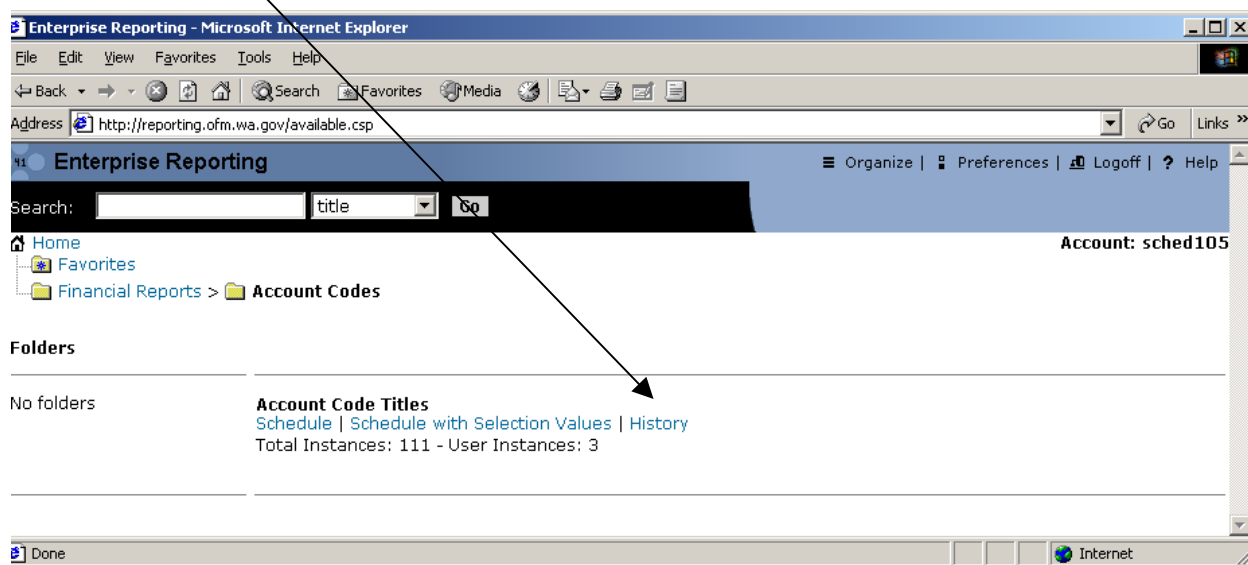 Enterprise Reporting - Microsoft Internet Explorer
File Edit View Favorites Tools Help
Back Search Favorites Media
Address http://reporting.ofm.wa.gov/available.csp Go Links »
Enterprise Reporting Organize | Preferences | Logoff | ? Help
Search: title Go
Home Account: sched105
Favorites
Financial Reports > Account Codes
Folders
No folders Account Code Titles
Schedule | Schedule with Selection Values | History
Total Instances: 111 - User Instances: 3
Done Internet